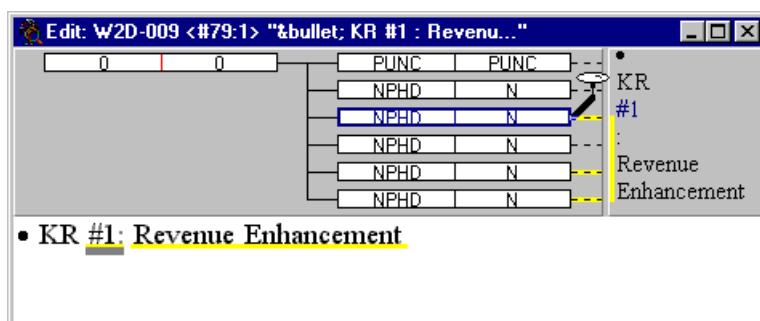 Edit: W2D-009 <#79:1> "&bullet; KR #1 : Revenu..."
0 0 PUNC PUNC •
NPHD N KR
NPHD N #1
NPHD N :
NPHD N Revenue
NPHD N Enhancement
• KR #1: Revenue Enhancement